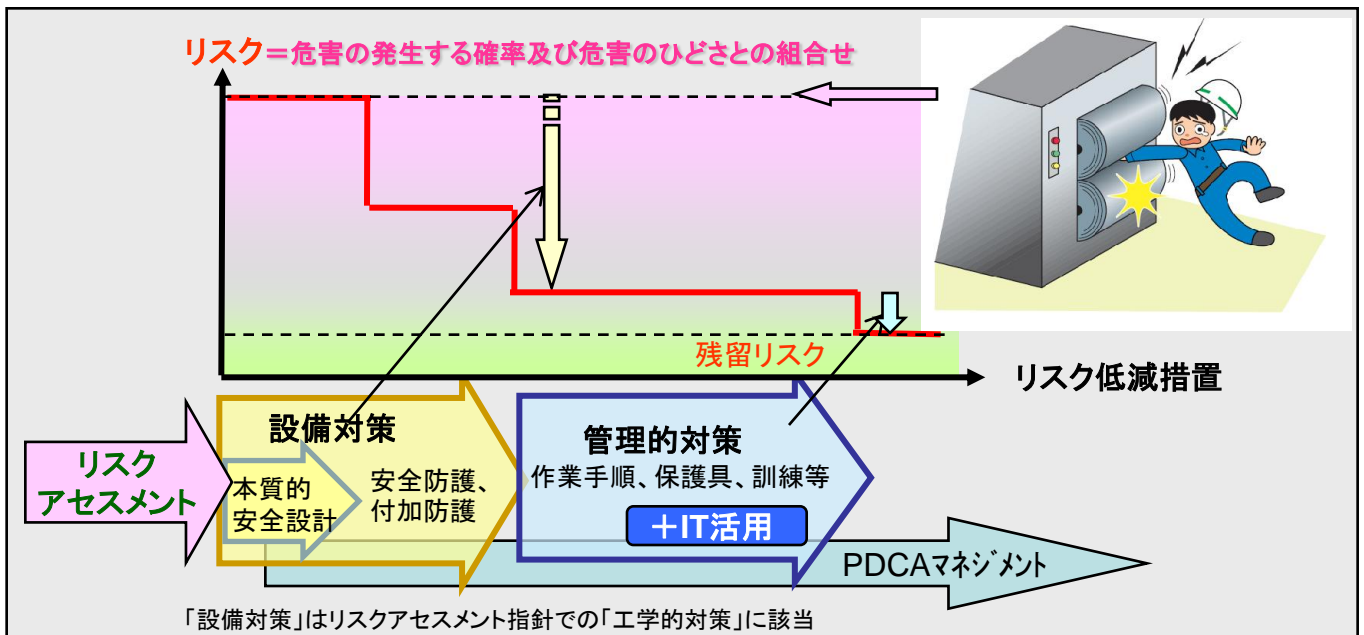 リスク＝危害の発生する確率及び危害のひどさとの組合せ
残留リスク
リスク低減措置
リスク
アセスメント
設備対策
本質的
安全設計
安全防護、
付加防護
管理的対策
作業手順、保護具、訓練等
＋IT活用
PDCAマネジメント
「設備対策」はリスクアセスメント指針での「工学的対策」に該当